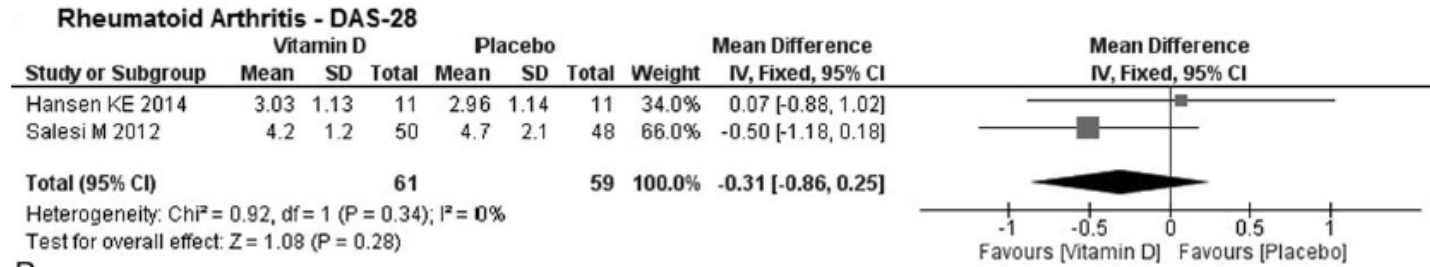 Rheumatoid Arthritis - DAS-28
Vitamin D Placebo Mean Difference Mean Difference
Study or Subgroup Mean SD Total Mean SD Total Weight IV, Fixed, 95% CI IV, Fixed, 95% CI
Hansen KE 2014 3.03 1.13 11 2.96 1.14 11 34.0% 0.07 [-0.88, 1.02]
Salesi M 2012 4.2 1.2 50 4.7 2.1 48 66.0% -0.50 [-1.18, 0.18]
Total (95% CI) 61 59 100.0% -0.31 [-0.86, 0.25]
Heterogeneity: Chi² = 0.92, df = 1 (P = 0.34); I² = 0%
Test for overall effect: Z = 1.08 (P = 0.28)
-1 -0.5 0 0.5 1
Favours [Vitamin D] Favours [Placebo]